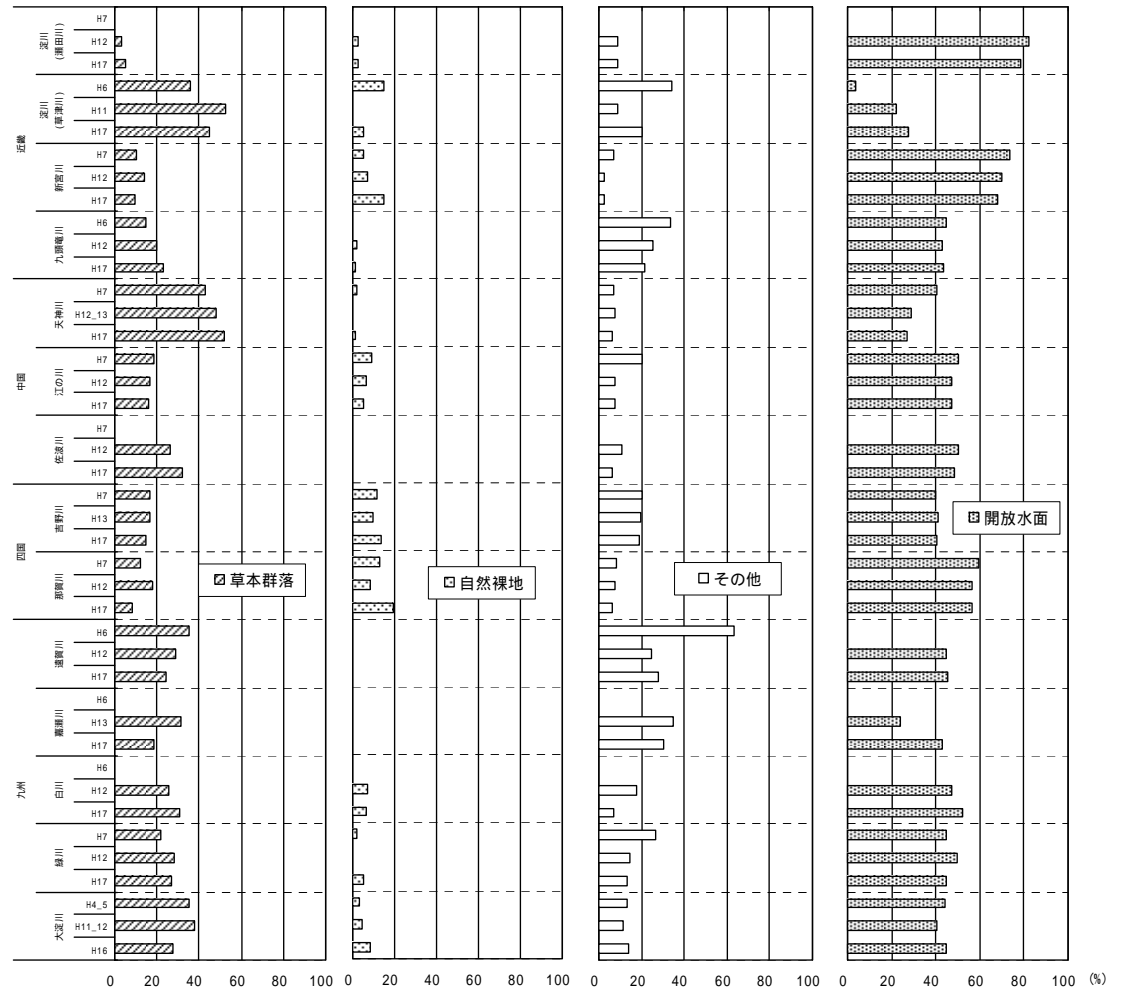 近畿
淀川
(瀬田川)
H7
H12
H17
淀川
(草津川)
H6
H11
H17
新宮川
H7
H12
H17
九頭竜川
H6
H12
H17
中国
天神川
H7
H12_13
H17
江の川
H7
H12
H17
佐波川
H7
H12
H17
四国
吉野川
H7
H13
H17
那賀川
H7
H12
H17
九州
遠賀川
H6
H12
H17
嘉瀬川
H6
H13
H17
白川
H6
H12
H17
緑川
H7
H12
H17
大淀川
H4_5
H11_12
H16
草本群落
自然裸地
その他
開放水面
0 20 40 60 80 100
0 20 40 60 80 100
0 20 40 60 80 100
0 20 40 60 80 100 (%)